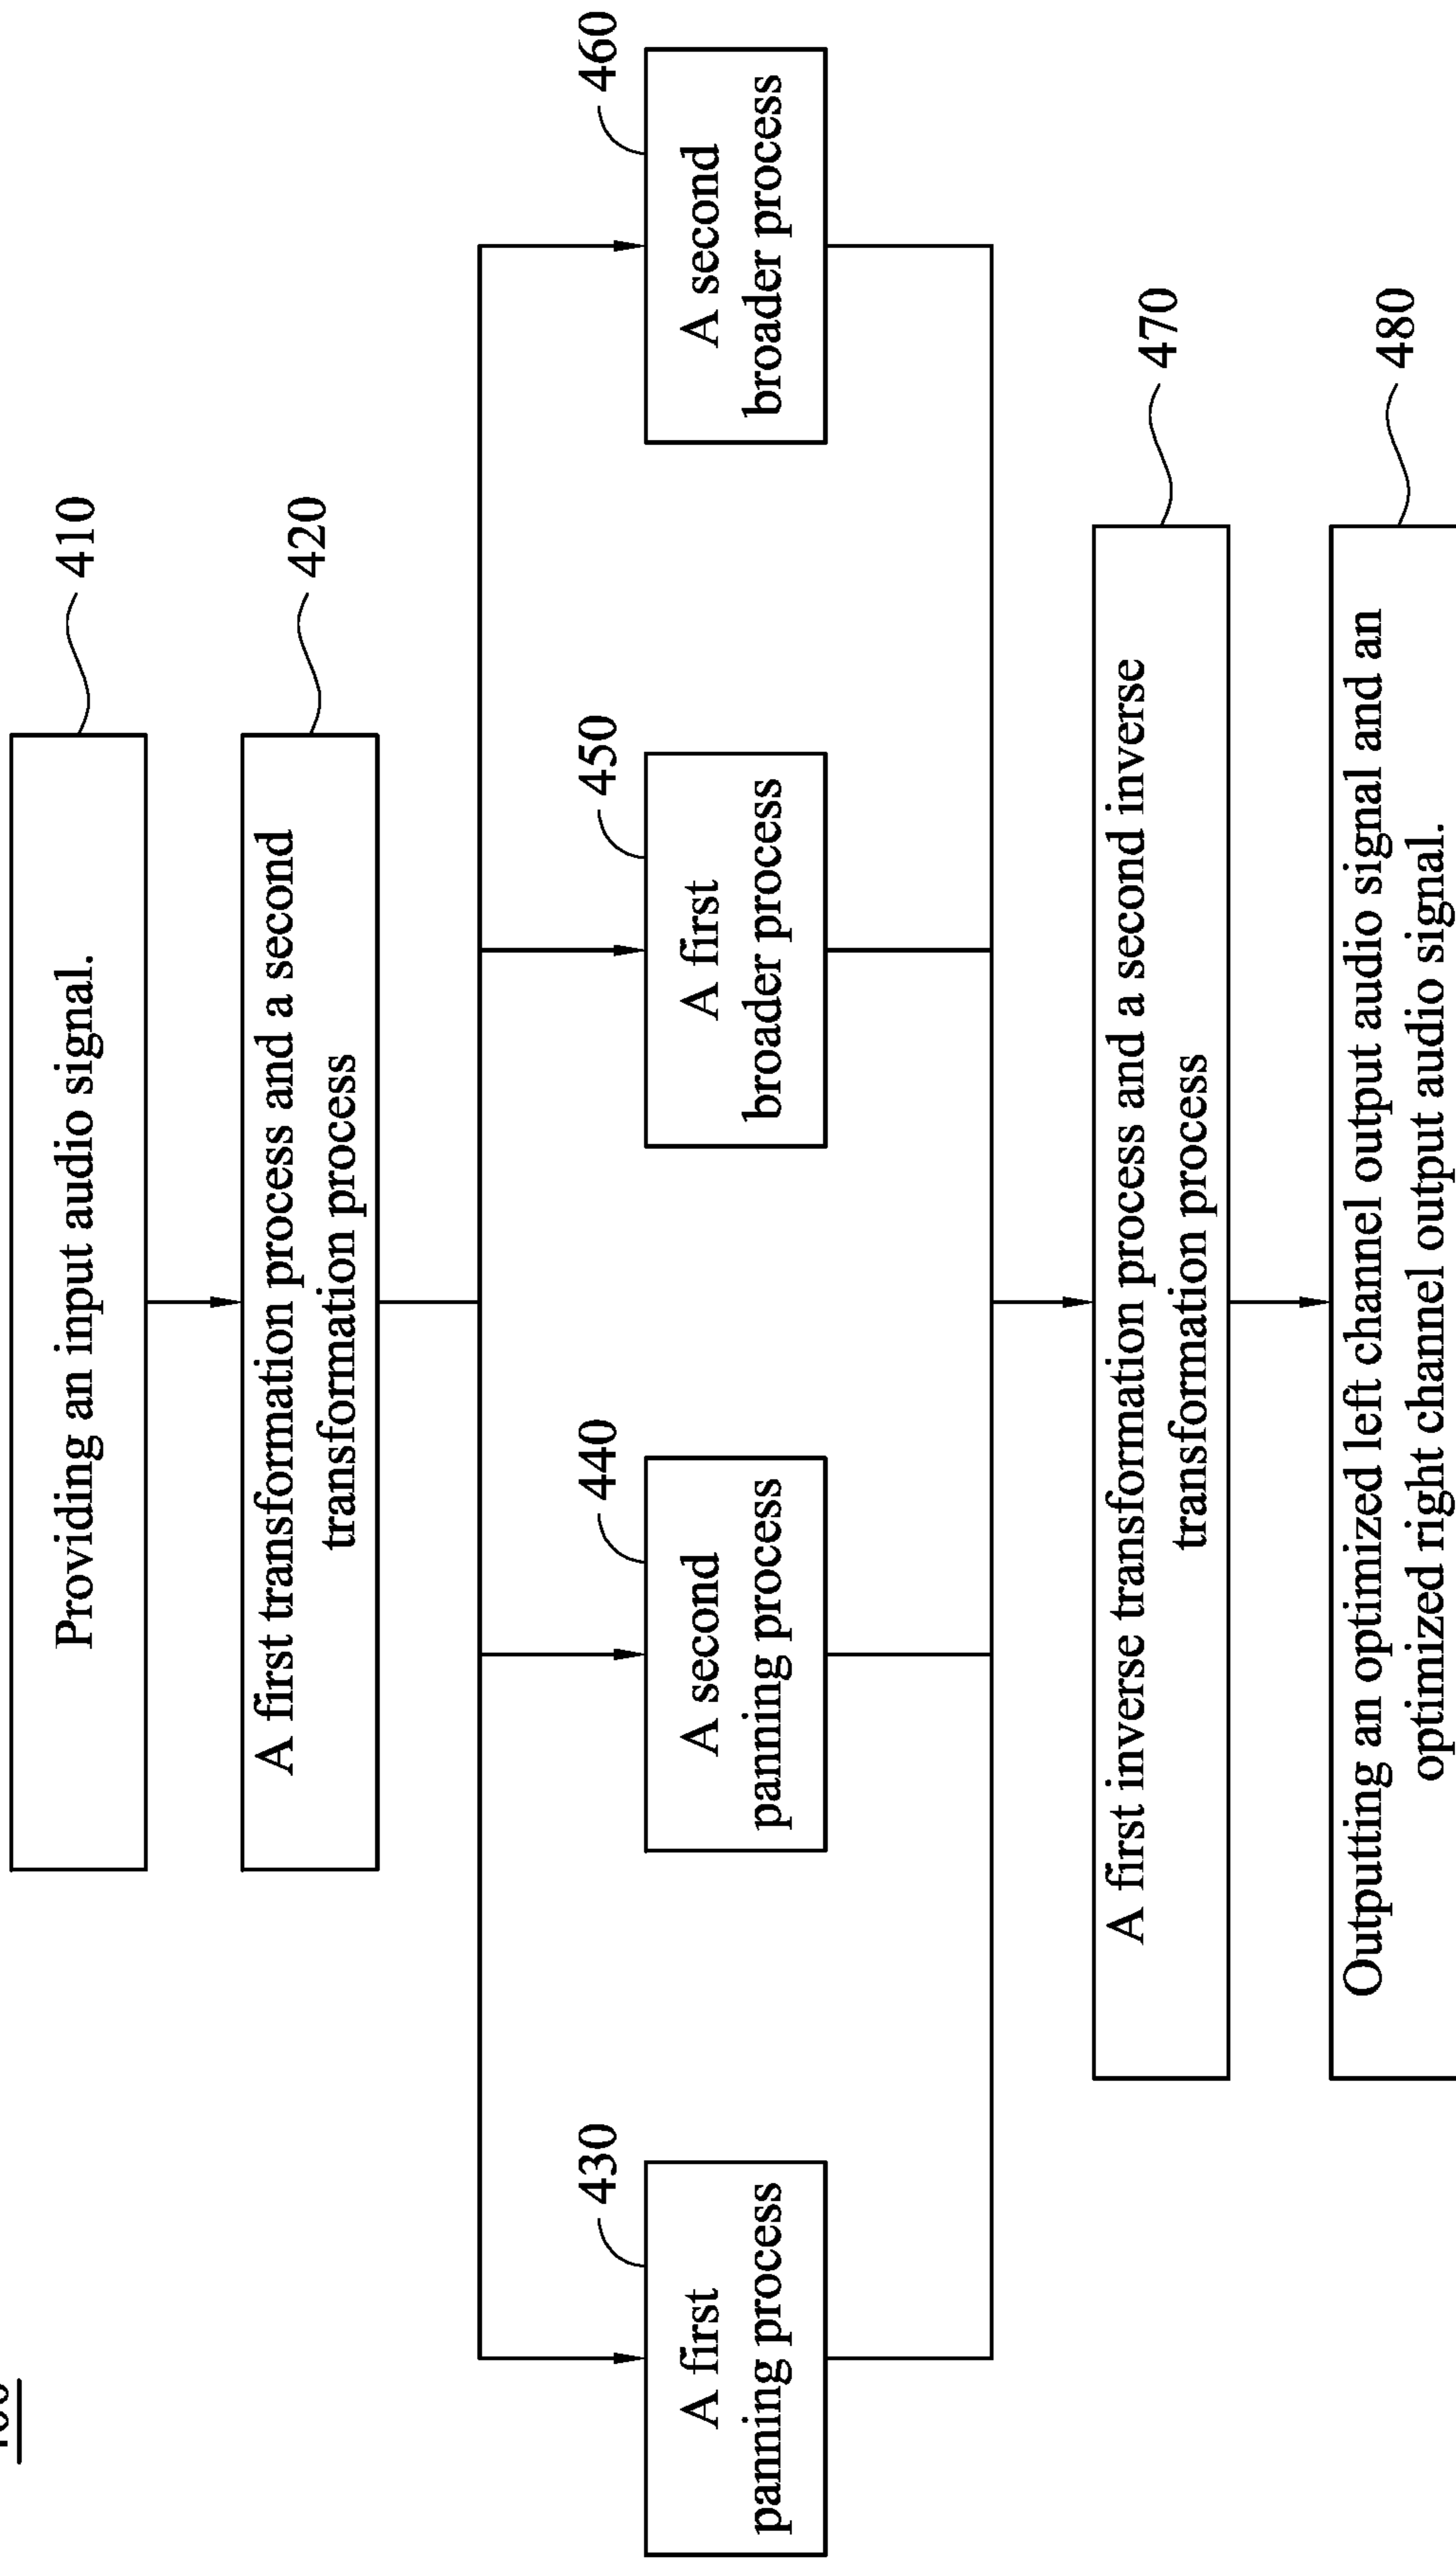 410
Providing an input audio signal.
420
A first transformation process and a second
transformation process
430
A first
panning process
440
A second
panning process
450
A first
broader process
460
A second
broader process
470
A first inverse transformation process and a second inverse
transformation process
480
Outputting an optimized left channel output audio signal and an
optimized right channel output audio signal.